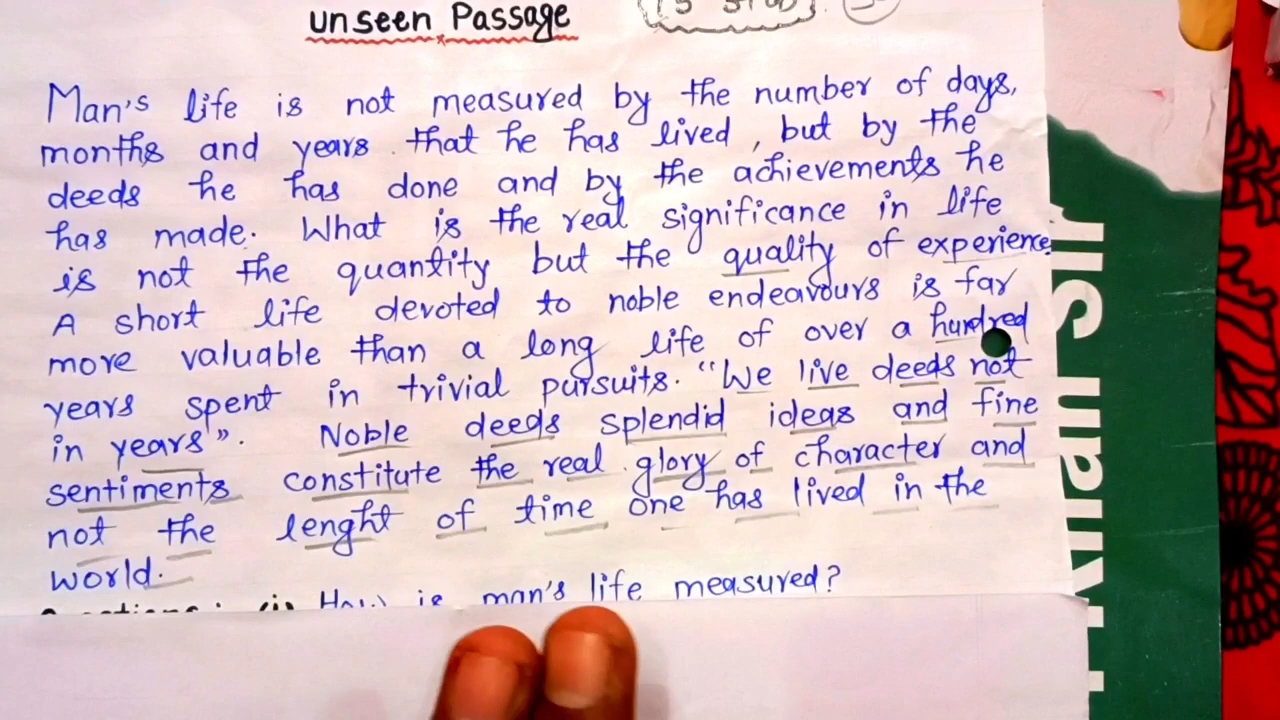 Unseen Passage
Man's life is not measured by the number of days,
months and years that he has lived, but by the
deeds he has done and by the achievements he
has made. What is the real significance in life
is not the quantity but the quality of experience.
A short life devoted to noble endeavours is far
more valuable than a long life of over a hundred
years spent in trivial pursuits. "We live deeds not
in years". Noble deeds splendid ideas and fine
sentiments constitute the real glory of character and
not the lenght of time one has lived in the
world.
Questions: (i) How is man's life measured?
Khan Sir